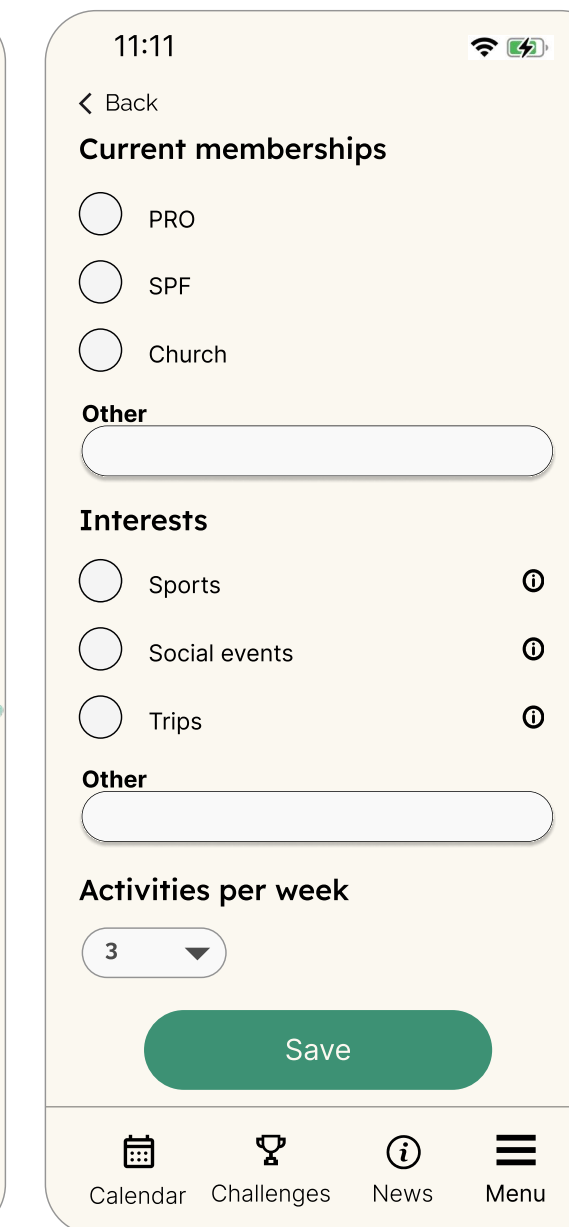 11:11
Back
Current memberships
PRO
SPF
Church
Other
Interests
Sports
Social events
Trips
Other
Activities per week
3
Save
Calendar Challenges News Menu